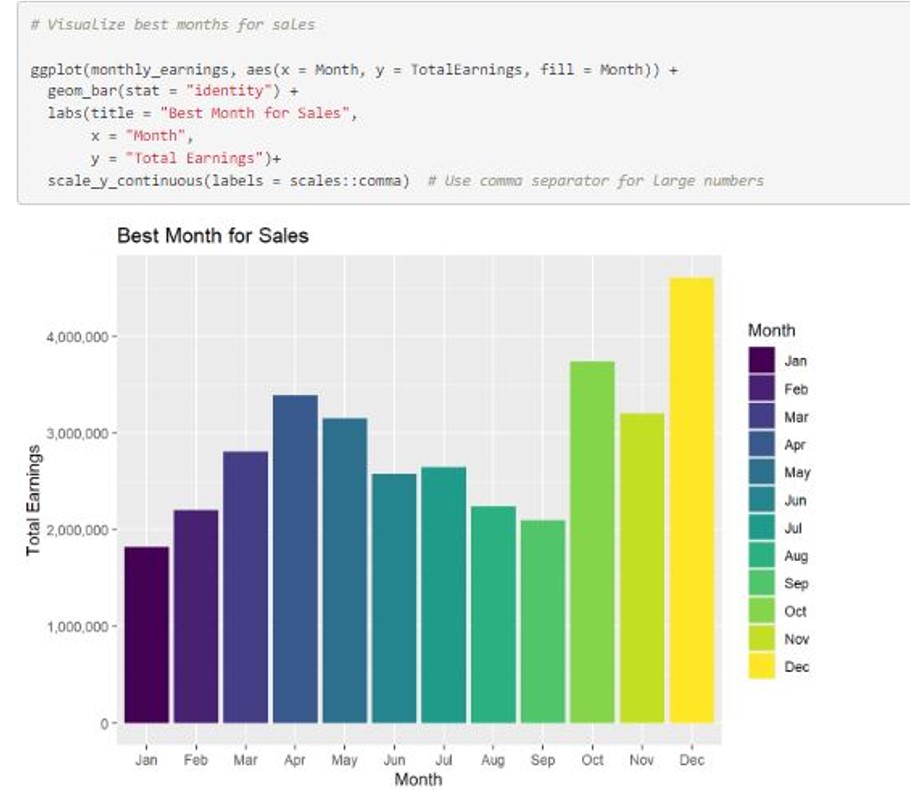 # Visualize best months for sales
ggplot(monthly_earnings, aes(x = Month, y = TotalEarnings, fill = Month)) +
  geom_bar(stat = "identity") +
  labs(title = "Best Month for Sales",
       x = "Month",
       y = "Total Earnings")+
  scale_y_continuous(labels = scales::comma)  # Use comma separator for large numbers
Best Month for Sales
4,000,000
3,000,000
2,000,000
1,000,000
0
Total Earnings
Jan Feb Mar Apr May Jun Jul Aug Sep Oct Nov Dec
Month
Month
Jan
Feb
Mar
Apr
May
Jun
Jul
Aug
Sep
Oct
Nov
Dec